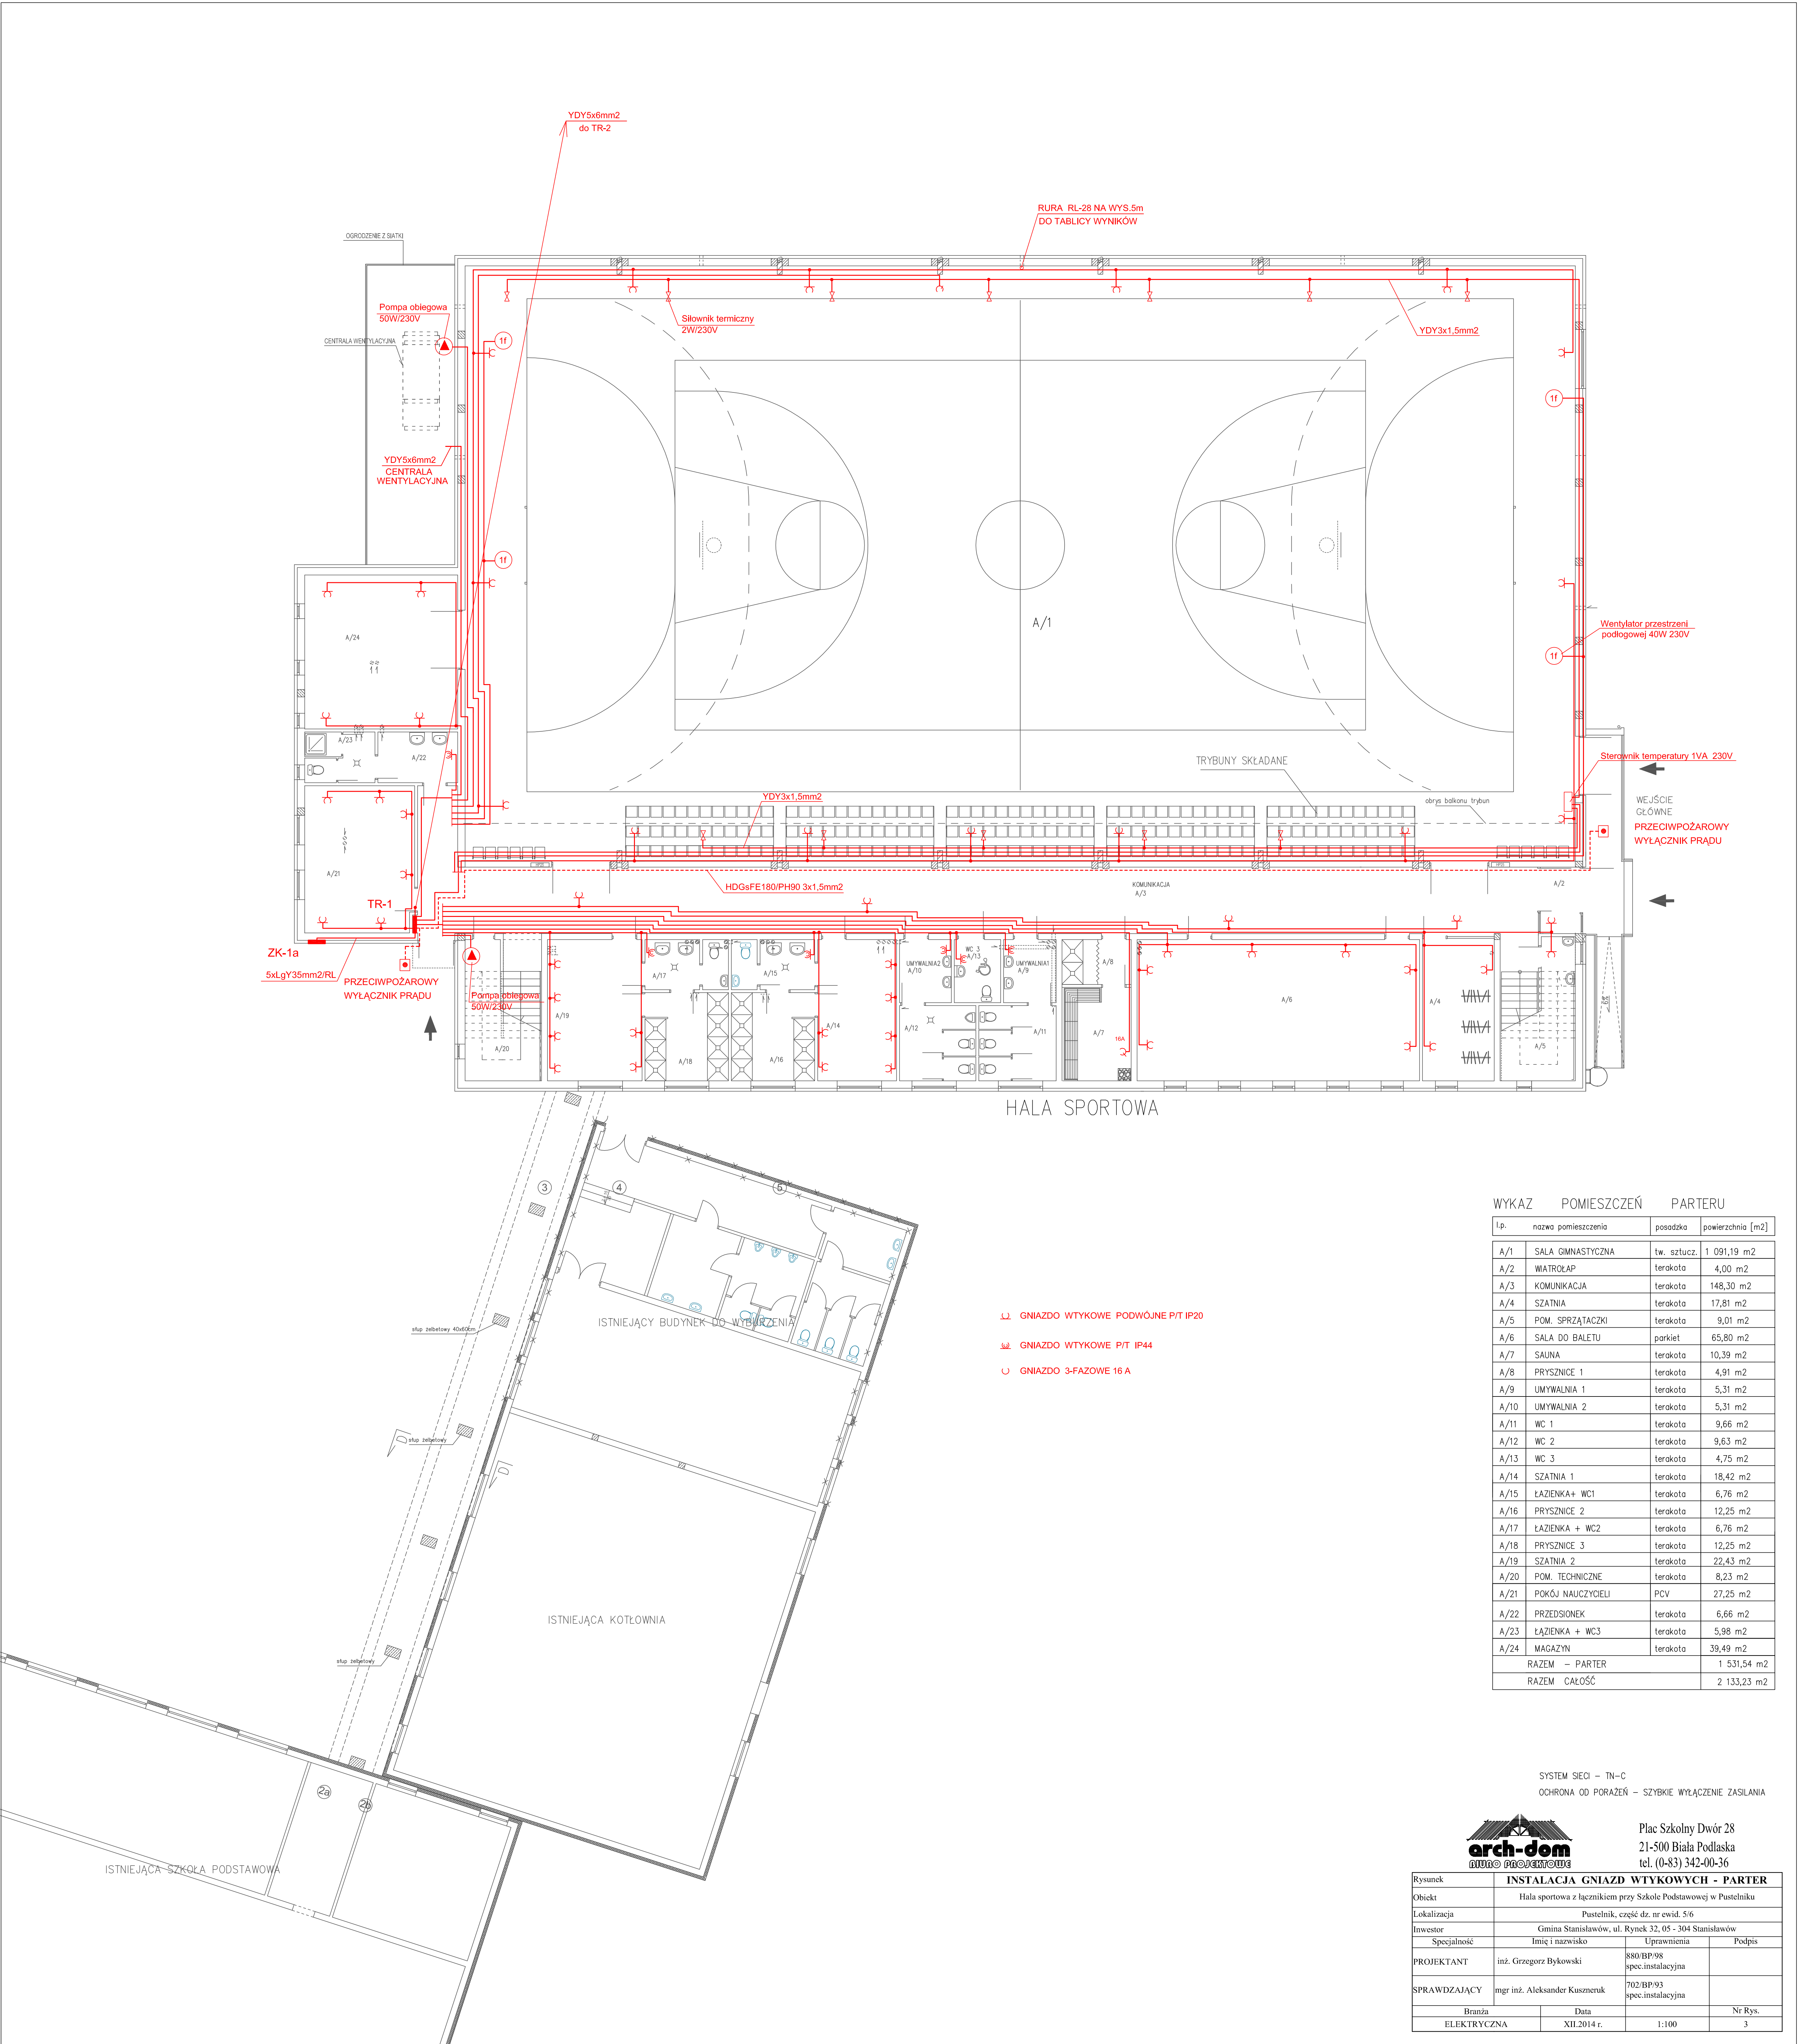 YDY5x6mm2
do TR-2
RURA RL-28 NA WYS.5m
DO TABLICY WYNIKÓW
OGRODZENIE Z SIATKI
Pompa obiegowa
50W/230V
CENTRALA WENTYLACYJNA
1f
Siłownik termiczny
2W/230V
YDY3x1,5mm2
1f
YDY5x6mm2
CENTRALA
WENTYLACYJNA
1f
A/1
A/24
Wentylator przestrzeni
podłogowej 40W 230V
1f
A/23
A/22
TRYBUNY SKŁADANE
Sterownik temperatury 1VA 230V
YDY3x1,5mm2
obrys balkonu trybun
WEJŚCIE
GŁÓWNE
PRZECIWPOŻAROWY
WYŁĄCZNIK PRĄDU
A/21
HDGsFE180/PH90 3x1,5mm2
KOMUNIKACJA
A/3
A/2
TR-1
ZK-1a
5xLgY35mm2/RL
PRZECIWPOŻAROWY
WYŁĄCZNIK PRĄDU
Pompa obiegowa
50W/230V
A/20
A/19
A/17
A/15
A/18
A/16
A/14
UMYWALNIA2
A/10
WC 3
A/13
UMYWALNIA1
A/9
A/8
A/12
A/11
A/7
16A
A/6
A/4
A/5
HALA SPORTOWA
3
4
5
ISTNIEJĄCY BUDYNEK DO WYBURZENIA
słup żelbetowy 40x60cm
słup żelbetowy
D
D
ISTNIEJĄCA KOTŁOWNIA
słup żelbetowy
2a
2b
ISTNIEJĄCA SZKOŁA PODSTAWOWA
GNIAZDO WTYKOWE PODWÓJNE P/T IP20
GNIAZDO WTYKOWE P/T IP44
GNIAZDO 3-FAZOWE 16 A
WYKAZ POMIESZCZEŃ PARTERU
l.p. nazwa pomieszczenia posadzka powierzchnia [m2]
A/1 SALA GIMNASTYCZNA tw. sztucz. 1 091,19 m2
A/2 WIATROŁAP terakota 4,00 m2
A/3 KOMUNIKACJA terakota 148,30 m2
A/4 SZATNIA terakota 17,81 m2
A/5 POM. SPRZĄTACZKI terakota 9,01 m2
A/6 SALA DO BALETU parkiet 65,80 m2
A/7 SAUNA terakota 10,39 m2
A/8 PRYSZNICE 1 terakota 4,91 m2
A/9 UMYWALNIA 1 terakota 5,31 m2
A/10 UMYWALNIA 2 terakota 5,31 m2
A/11 WC 1 terakota 9,66 m2
A/12 WC 2 terakota 9,63 m2
A/13 WC 3 terakota 4,75 m2
A/14 SZATNIA 1 terakota 18,42 m2
A/15 ŁAZIENKA+ WC1 terakota 6,76 m2
A/16 PRYSZNICE 2 terakota 12,25 m2
A/17 ŁAZIENKA + WC2 terakota 6,76 m2
A/18 PRYSZNICE 3 terakota 12,25 m2
A/19 SZATNIA 2 terakota 22,43 m2
A/20 POM. TECHNICZNE terakota 8,23 m2
A/21 POKÓJ NAUCZYCIELI PCV 27,25 m2
A/22 PRZEDSIONEK terakota 6,66 m2
A/23 ŁĄZIENKA + WC3 terakota 5,98 m2
A/24 MAGAZYN terakota 39,49 m2
RAZEM - PARTER 1 531,54 m2
RAZEM CAŁOŚĆ 2 133,23 m2
SYSTEM SIECI - TN-C
OCHRONA OD PORAŻEŃ - SZYBKIE WYŁĄCZENIE ZASILANIA
arch-dom
BIURO PROJEKTOWE
Plac Szkolny Dwór 28
21-500 Biała Podlaska
tel. (0-83) 342-00-36
Rysunek INSTALACJA GNIAZD WTYKOWYCH - PARTER
Obiekt Hala sportowa z łącznikiem przy Szkole Podstawowej w Pustelniku
Lokalizacja Pustelnik, część dz. nr ewid. 5/6
Inwestor Gmina Stanisławów, ul. Rynek 32, 05 - 304 Stanisławów
Specjalność Imię i nazwisko Uprawnienia Podpis
PROJEKTANT inż. Grzegorz Bykowski 880/BP/98
spec.instalacyjna
SPRAWDZAJĄCY mgr inż. Aleksander Kuszneruk 702/BP/93
spec.instalacyjna
Branża Data Nr Rys.
ELEKTRYCZNA XII.2014 r. 1:100 3